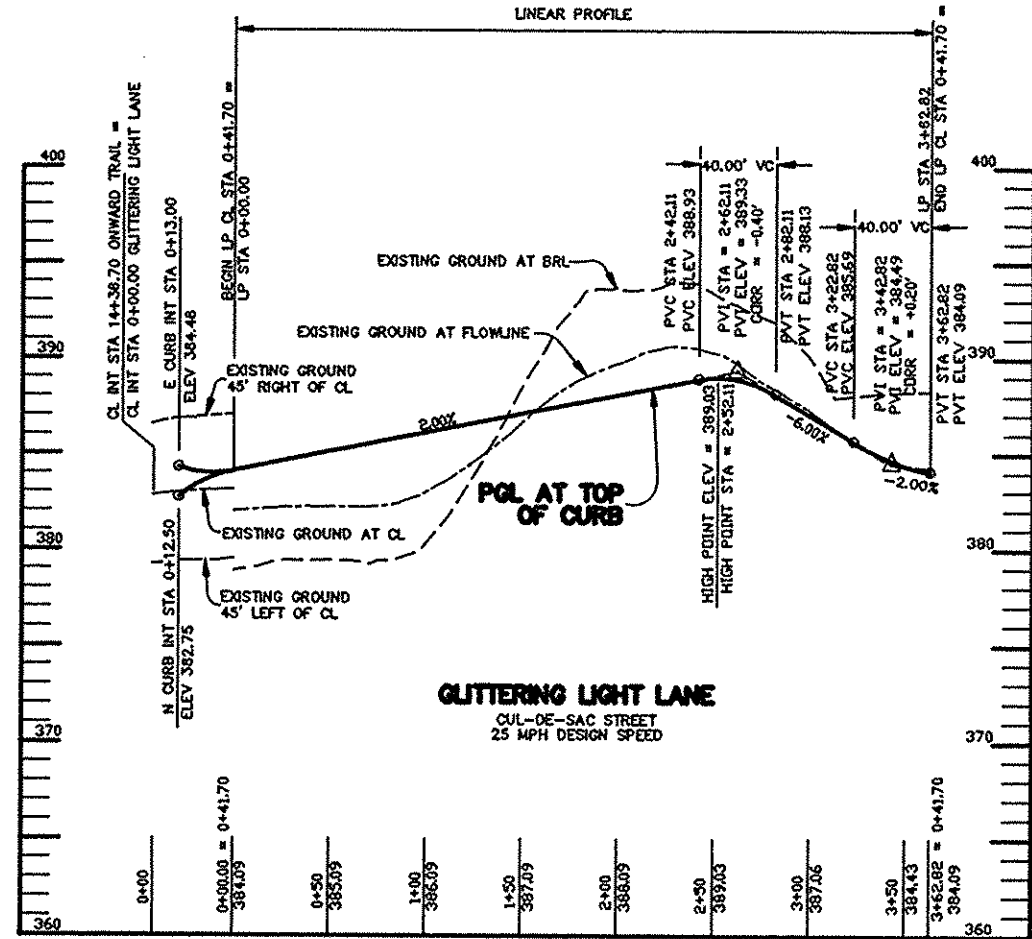 LINEAR PROFILE
CL INT STA 14+38.70 ONWARD TRAIL =
CL INT STA 0+00.00 GLITTERING LIGHT LANE
E CURB INT STA 0+13.00
ELEV 384.48
BEGIN LP CL STA 0+41.70 =
LP STA 0+00.00
40.00' VC
PVC STA 2+42.11
PVC ELEV 388.93
PVI STA = 2+62.11
PVI ELEV = 389.33
CORR = -0.40'
PVT STA 2+82.11
PVT ELEV 388.13
40.00' VC
PVC STA 3+22.82
PVC ELEV 385.69
PVI STA = 3+42.82
PVI ELEV = 384.49
CORR = +0.20'
LP STA 3+62.82
END LP CL STA 0+41.70 =
PVT STA 3+62.82
PVT ELEV 384.09
400
400
390
390
380
380
370
370
360
360
EXISTING GROUND AT BRL
EXISTING GROUND AT FLOWLINE
EXISTING GROUND
45' RIGHT OF CL
2.00%
-6.00%
-2.00%
PGL AT TOP
OF CURB
HIGH POINT ELEV = 389.03
HIGH POINT STA = 2+52.11
EXISTING GROUND AT CL
EXISTING GROUND
45' LEFT OF CL
N CURB INT STA 0+12.50
ELEV 382.75
GLITTERING LIGHT LANE
CUL-DE-SAC STREET
25 MPH DESIGN SPEED
0+00
0+00.00 = 0+41.70
384.09
0+50
385.09
1+00
386.09
1+50
387.09
2+00
388.09
2+50
389.03
3+00
387.06
3+50
384.43
3+62.82 = 0+41.70
384.09